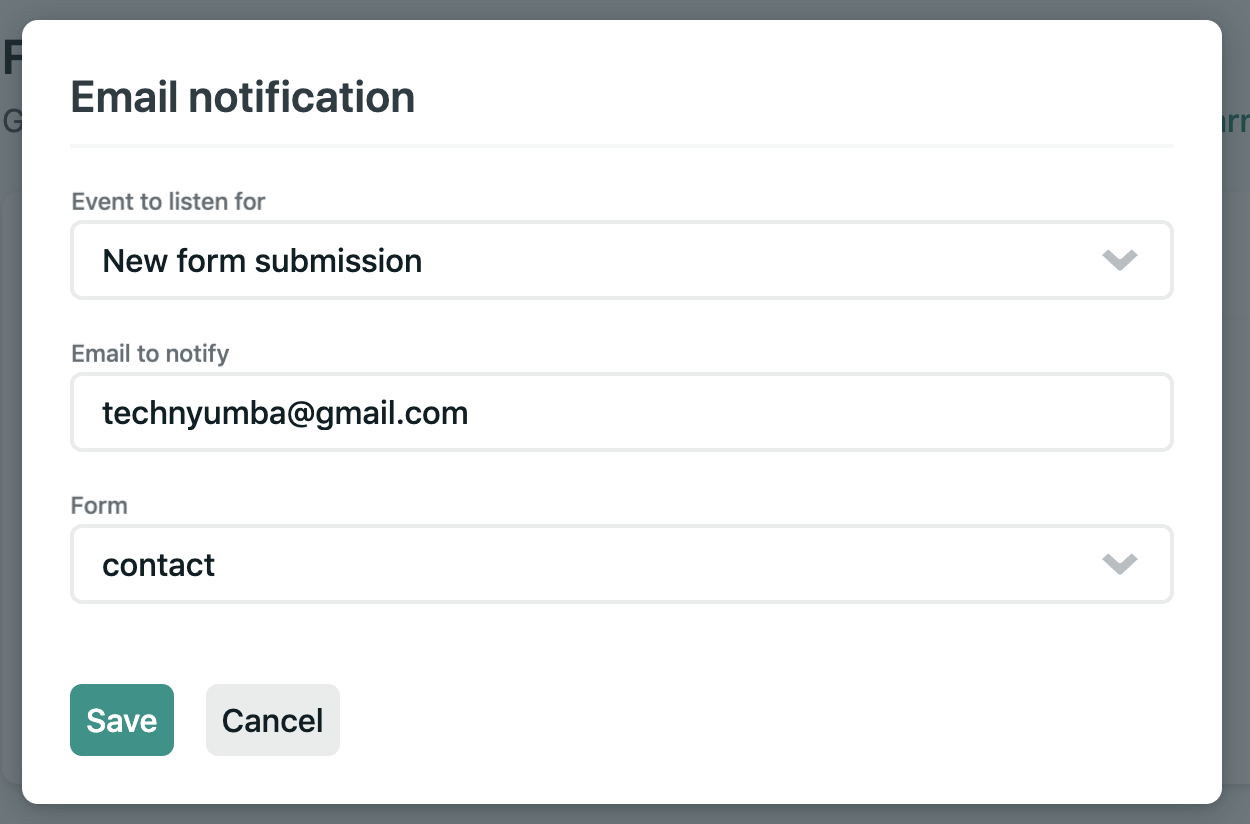 Email notification
Event to listen for
New form submission
Email to notify
technyumba@gmail.com
Form
contact
Save
Cancel